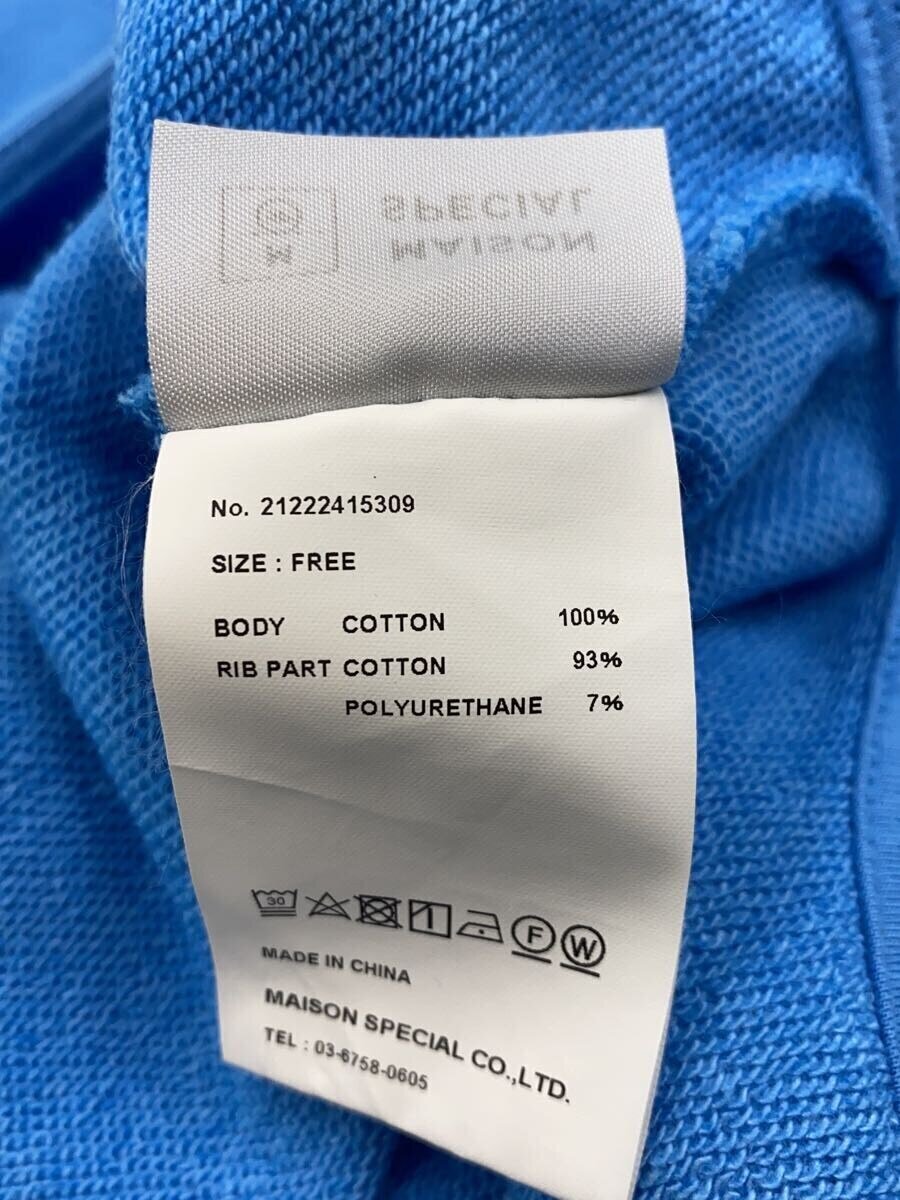 MAISON
SPECIAL
M
No. 21222415309
SIZE : FREE
BODY COTTON 100%
RIB PART COTTON 93%
POLYURETHANE 7%
30
F W
MADE IN CHINA
MAISON SPECIAL CO.,LTD.
TEL : 03-6758-0605